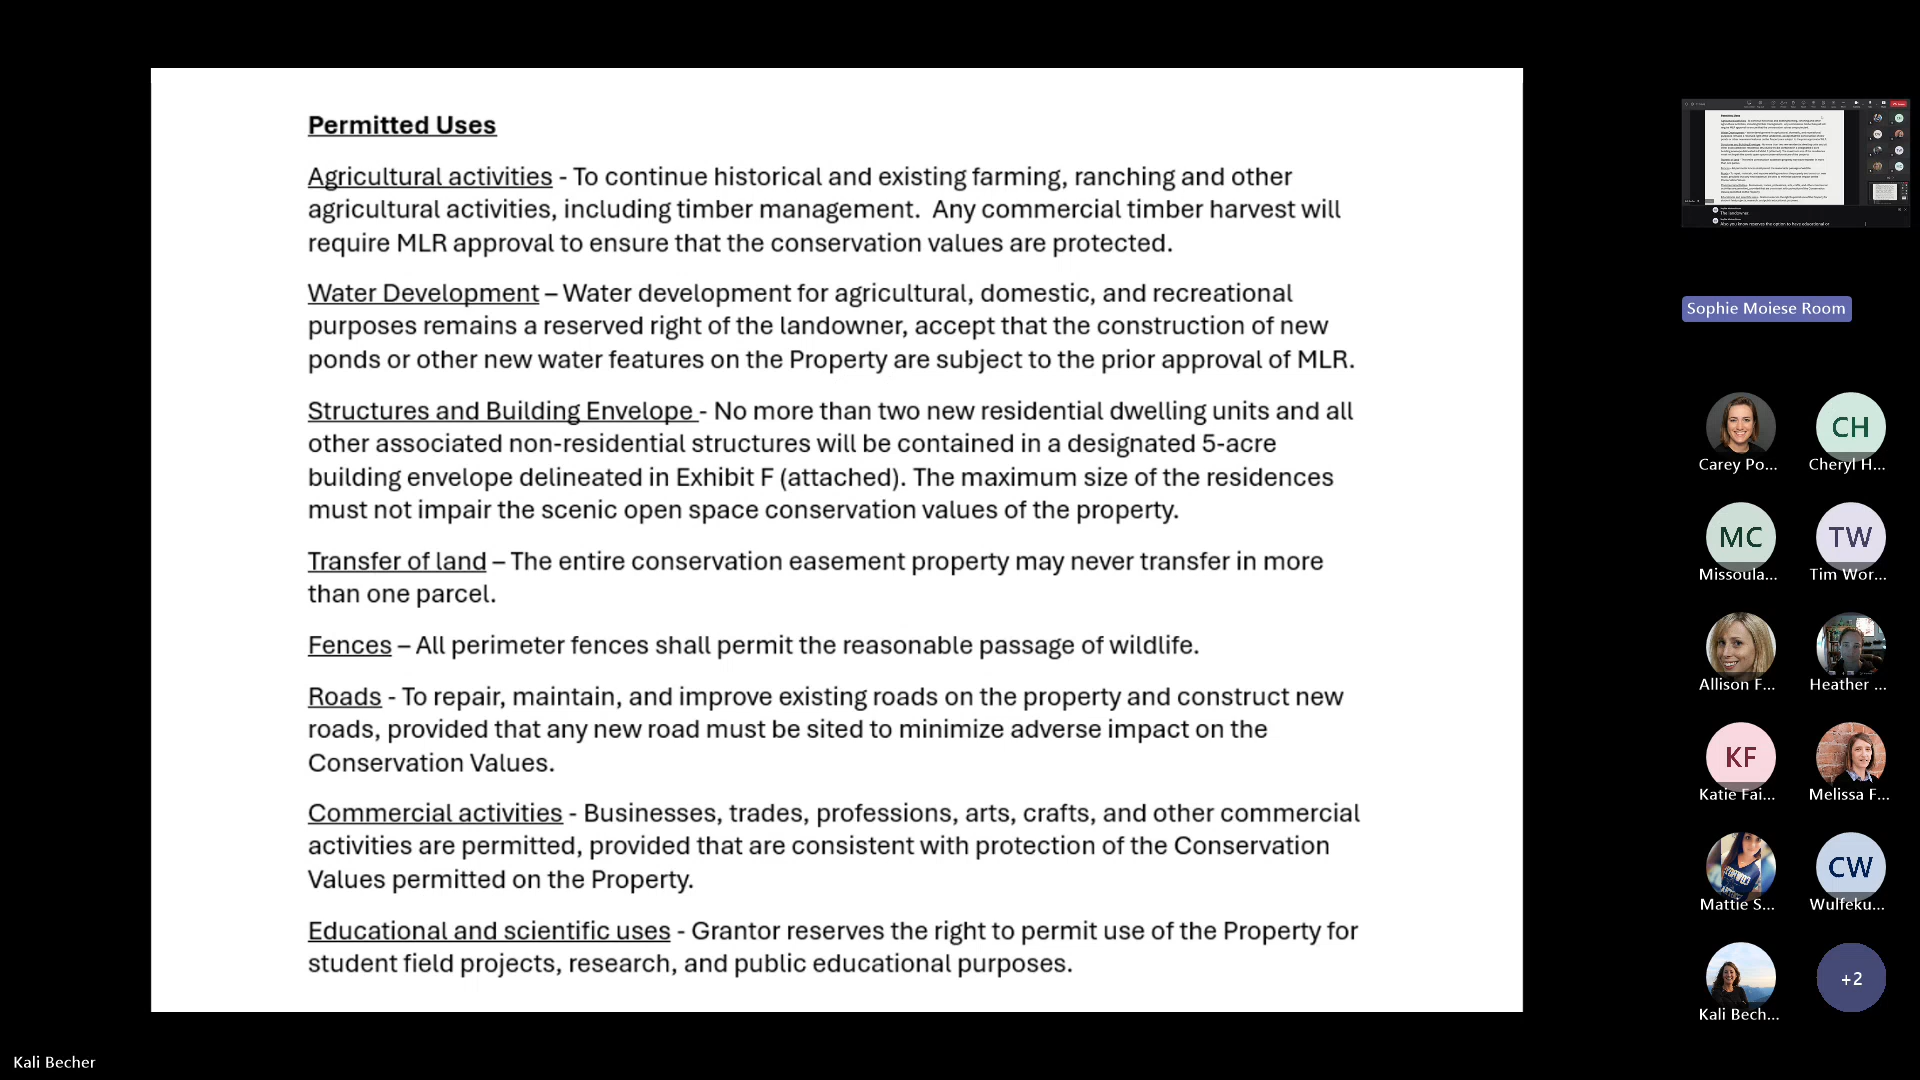 Permitted Uses
Agricultural activities - To continue historical and existing farming, ranching and other
agricultural activities, including timber management.  Any commercial timber harvest will
require MLR approval to ensure that the conservation values are protected.
Water Development – Water development for agricultural, domestic, and recreational
purposes remains a reserved right of the landowner, accept that the construction of new
ponds or other new water features on the Property are subject to the prior approval of MLR.
Structures and Building Envelope - No more than two new residential dwelling units and all
other associated non-residential structures will be contained in a designated 5-acre
building envelope delineated in Exhibit F (attached). The maximum size of the residences
must not impair the scenic open space conservation values of the property.
Transfer of land – The entire conservation easement property may never transfer in more
than one parcel.
Fences – All perimeter fences shall permit the reasonable passage of wildlife.
Roads - To repair, maintain, and improve existing roads on the property and construct new
roads, provided that any new road must be sited to minimize adverse impact on the
Conservation Values.
Commercial activities - Businesses, trades, professions, arts, crafts, and other commercial
activities are permitted, provided that are consistent with protection of the Conservation
Values permitted on the Property.
Educational and scientific uses - Grantor reserves the right to permit use of the Property for
student field projects, research, and public educational purposes.
Kali Becher
Sophie Moiese Room
Carey Po...
CH
Cheryl H...
MC
Missoula...
TW
Tim Wor...
Allison F...
Heather ...
KF
Katie Fai...
Melissa F...
Mattie S...
CW
Wulfeku...
Kali Bech...
+2